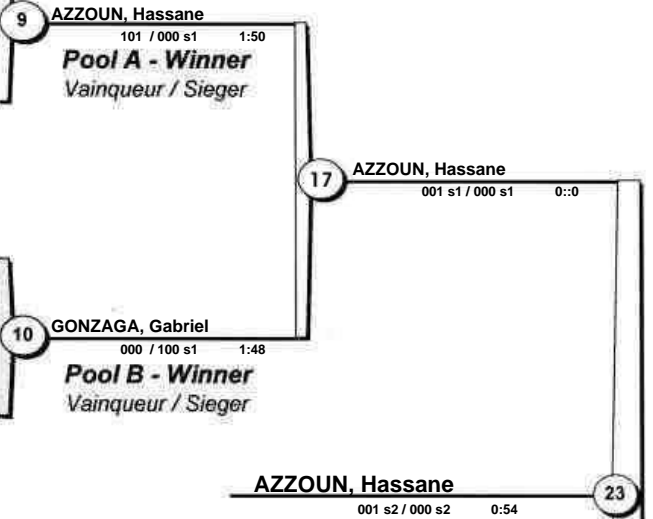 9
AZZOUN, Hassane
101 / 000 s1 1:50
Pool A - Winner
Vainqueur / Sieger
17
AZZOUN, Hassane
001 s1 / 000 s1 0::0
10
GONZAGA, Gabriel
000 / 100 s1 1:48
Pool B - Winner
Vainqueur / Sieger
AZZOUN, Hassane
23
001 s2 / 000 s2 0:54